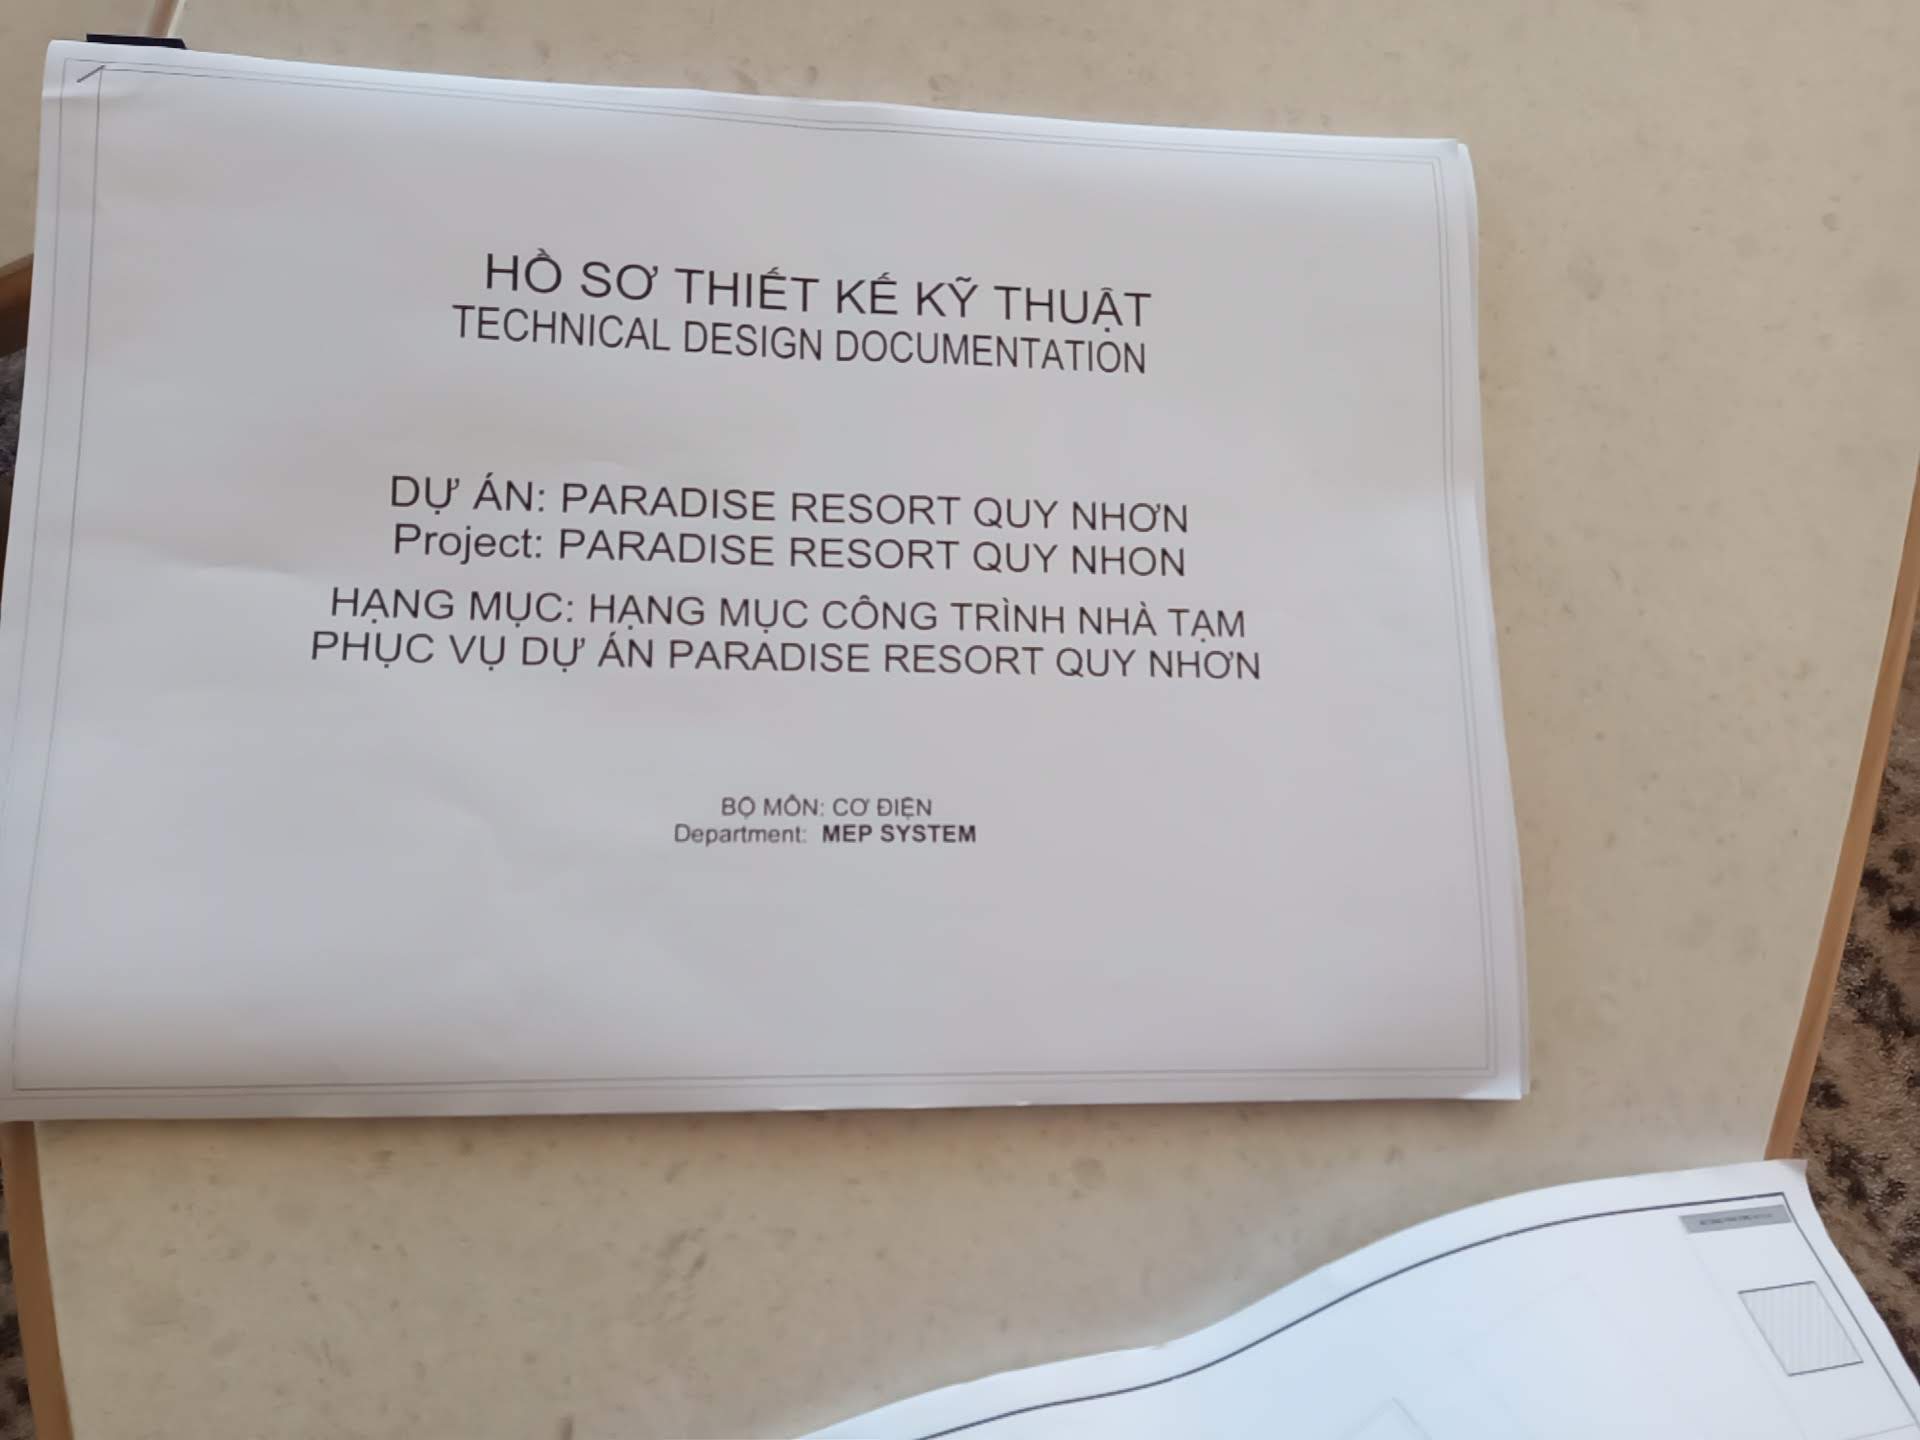 HỒ SƠ THIẾT KẾ KỸ THUẬT
TECHNICAL DESIGN DOCUMENTATION
DỰ ÁN: PARADISE RESORT QUY NHƠN
Project: PARADISE RESORT QUY NHON
HẠNG MỤC: HẠNG MỤC CÔNG TRÌNH NHÀ TẠM
PHỤC VỤ DỰ ÁN PARADISE RESORT QUY NHƠN
BỘ MÔN: CƠ ĐIỆN
Department: MEP SYSTEM